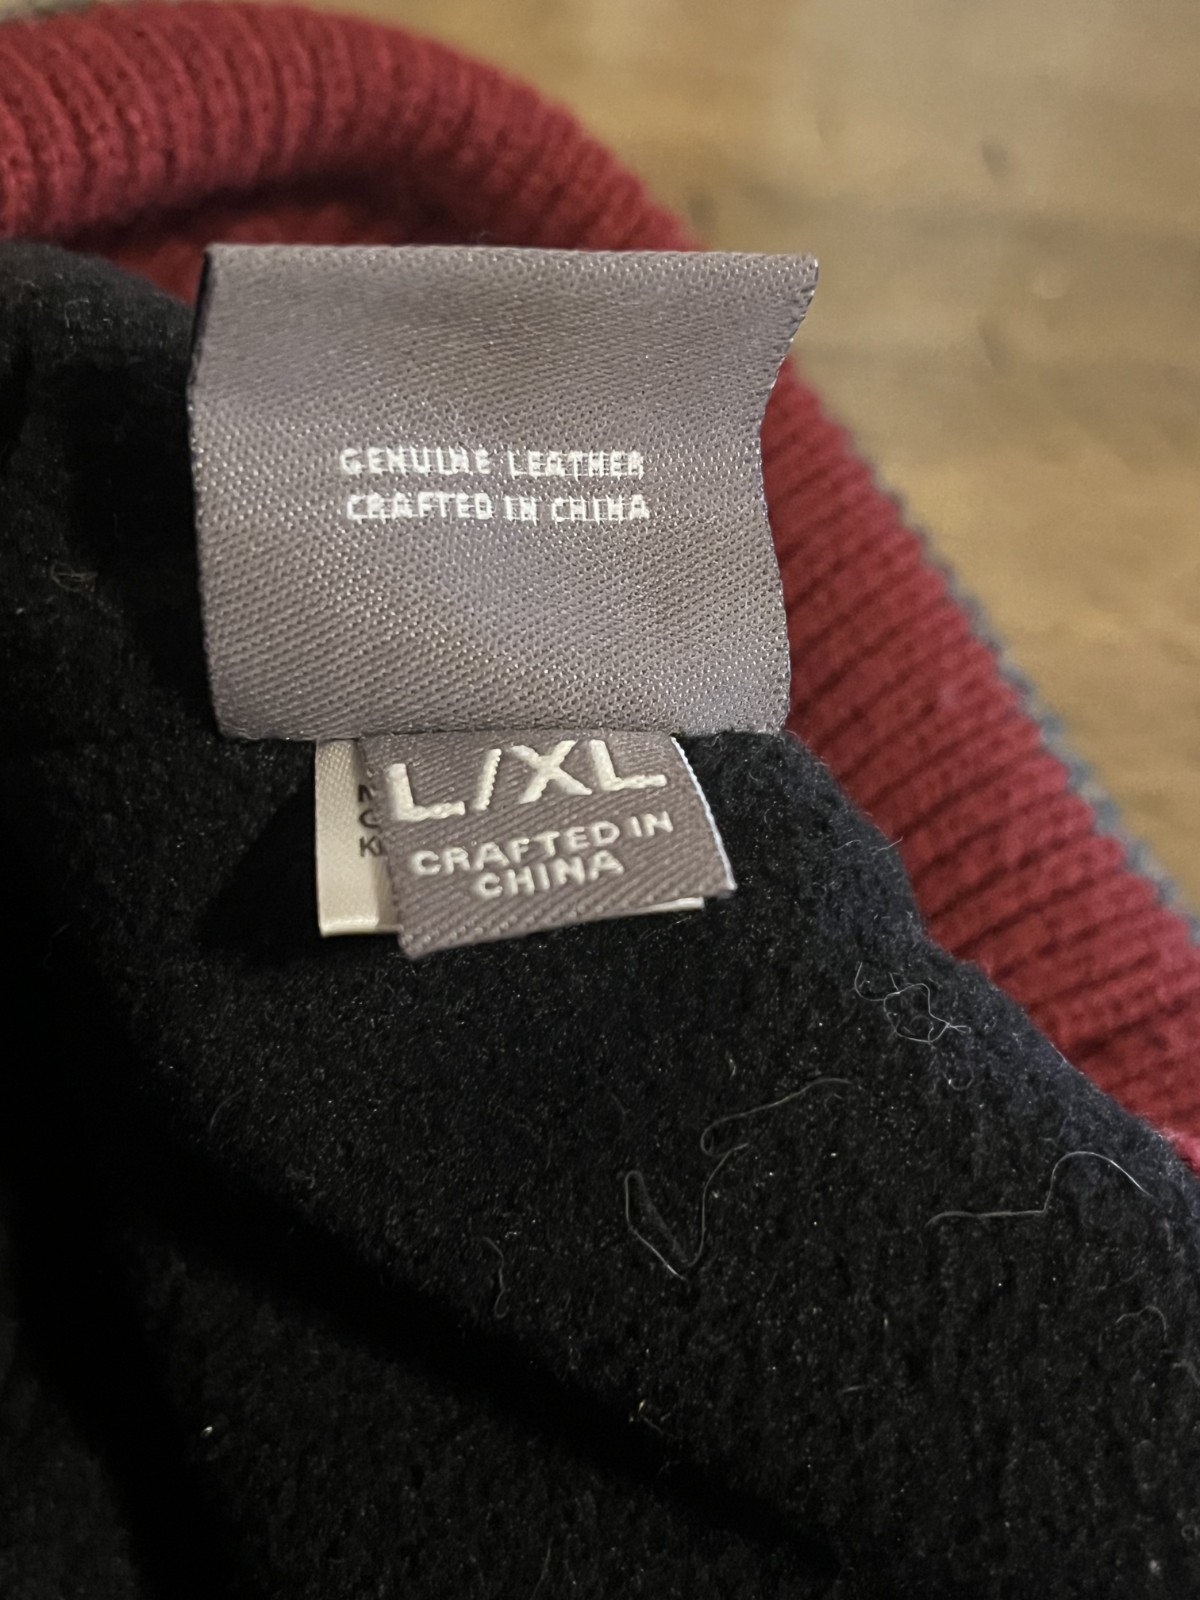 GENUINE LEATHER
CRAFTED IN CHINA
L/XL
CRAFTED IN
CHINA